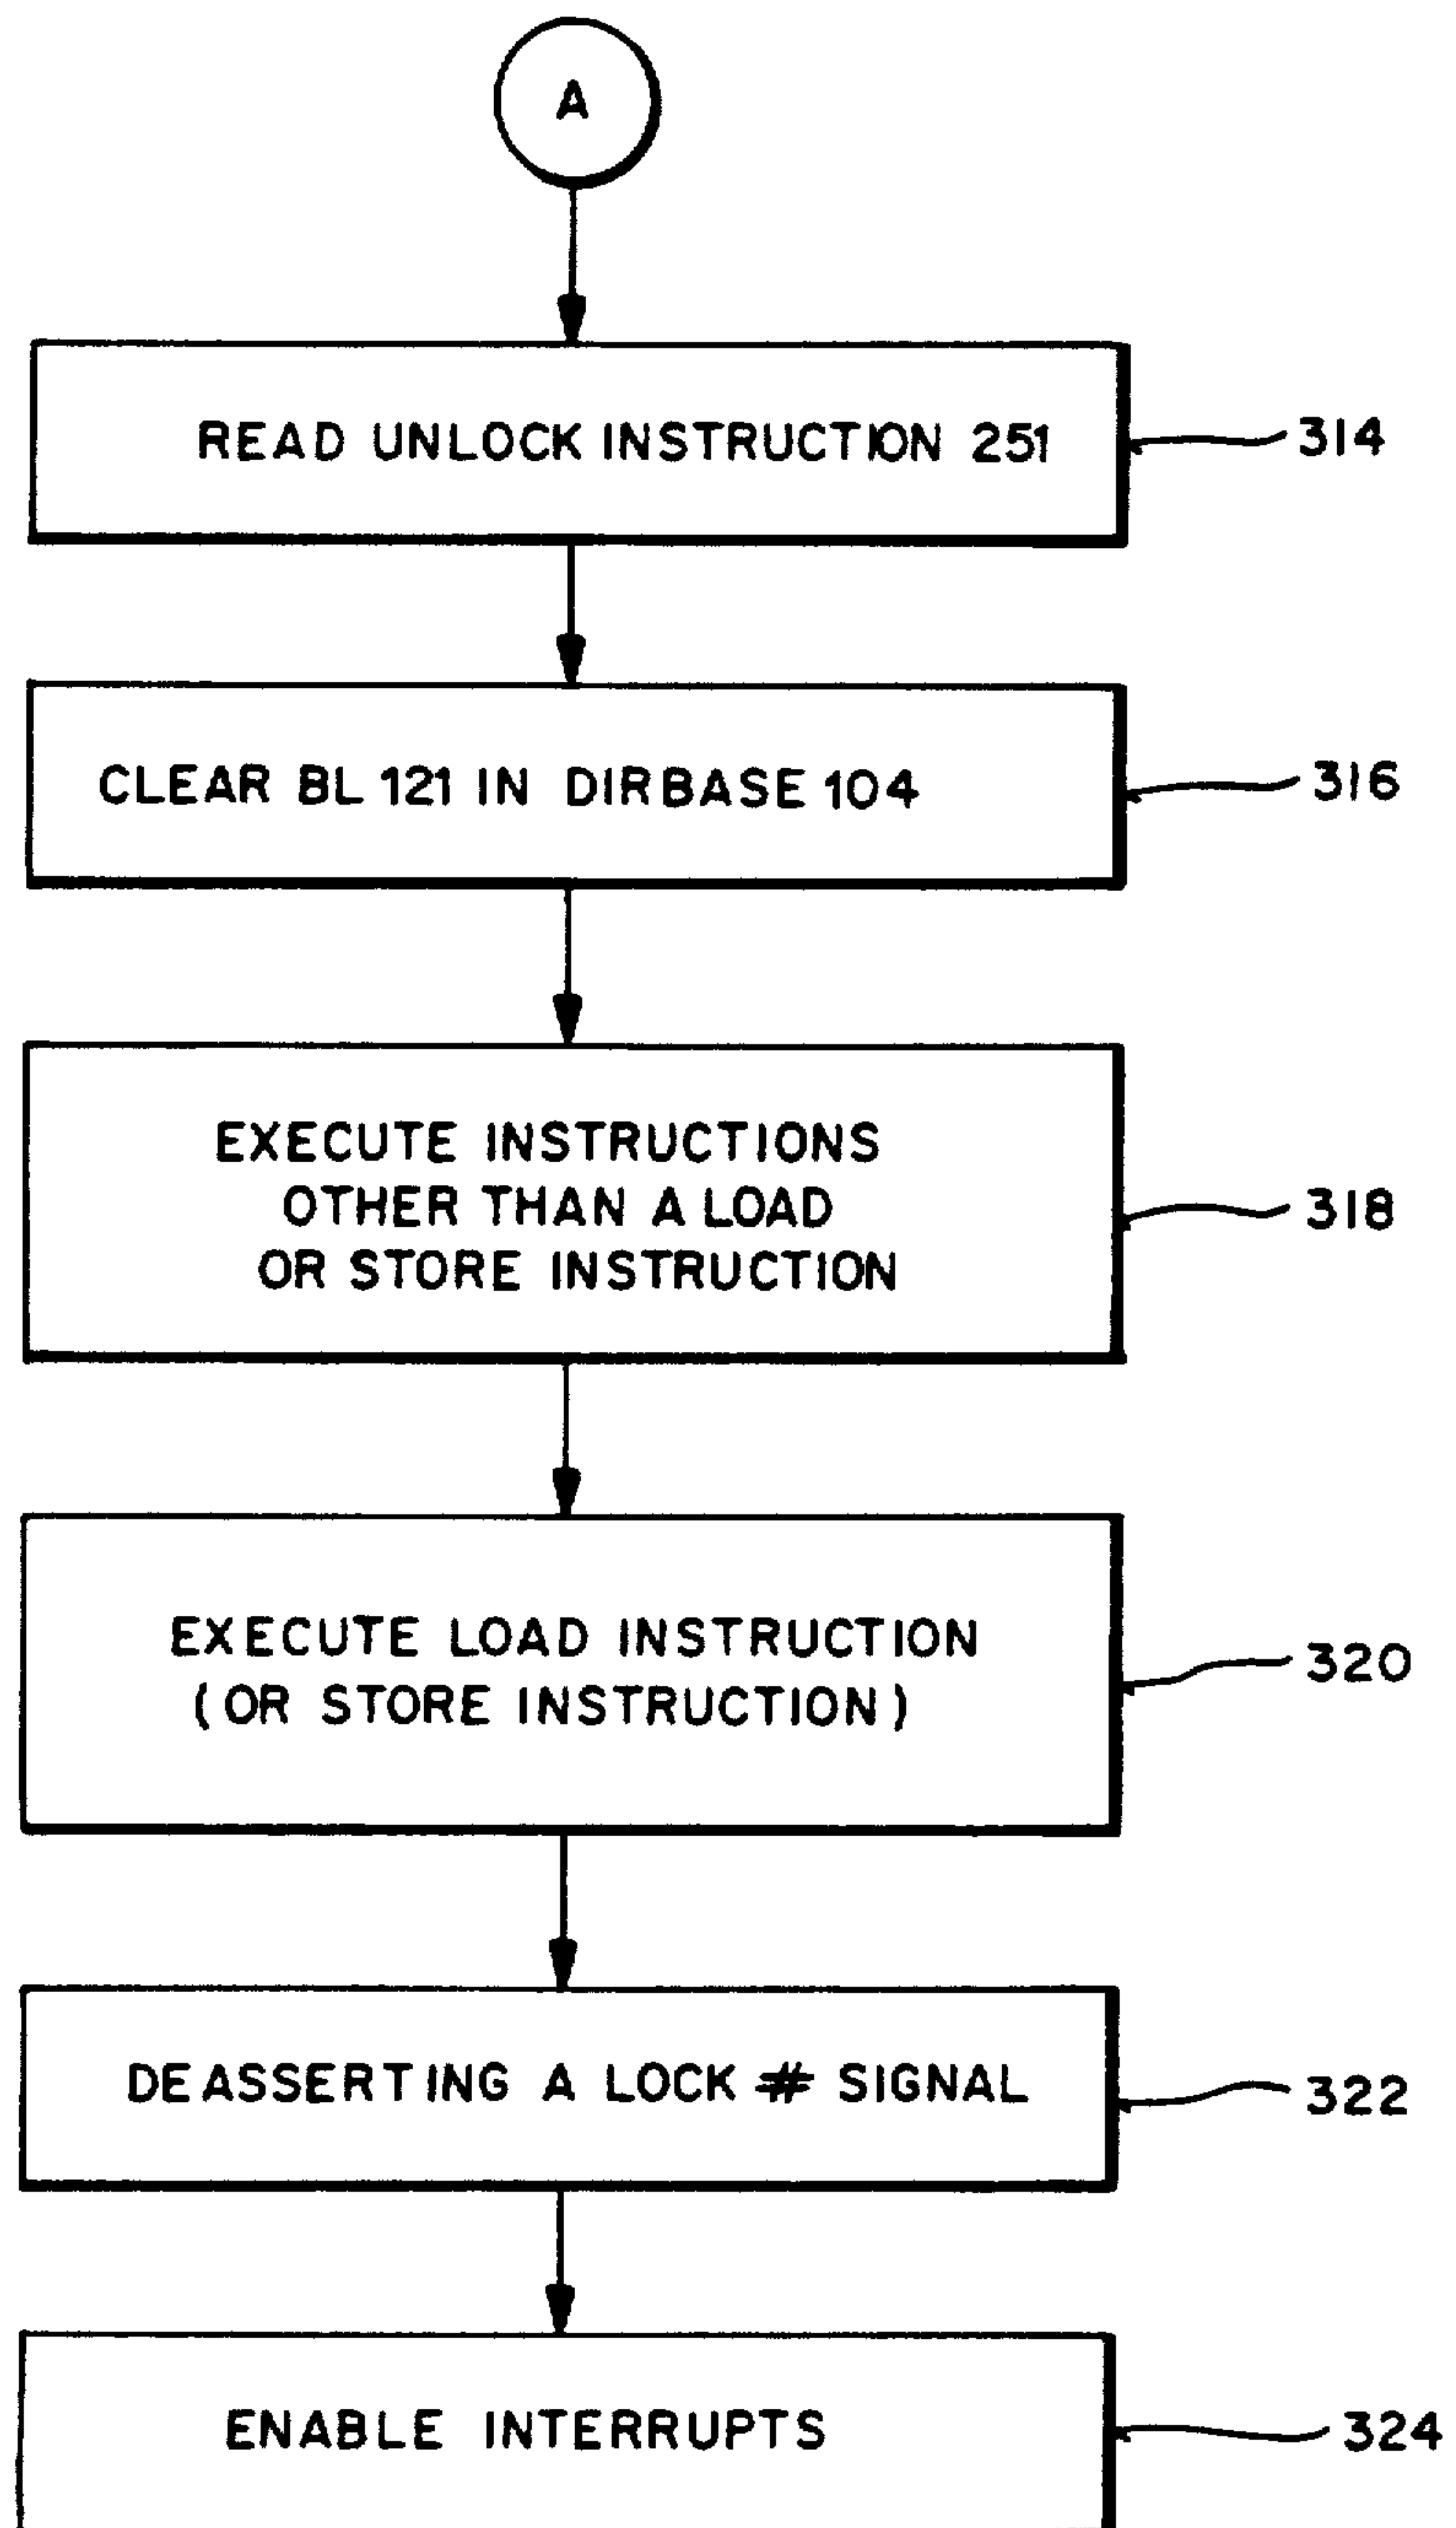 A
READ UNLOCK INSTRUCTION 251
314
CLEAR BL 121 IN DIRBASE 104
316
EXECUTE INSTRUCTIONS
OTHER THAN A LOAD
OR STORE INSTRUCTION
318
EXECUTE LOAD INSTRUCTION
(OR STORE INSTRUCTION)
320
DEASSERTING A LOCK # SIGNAL
322
ENABLE INTERRUPTS
324